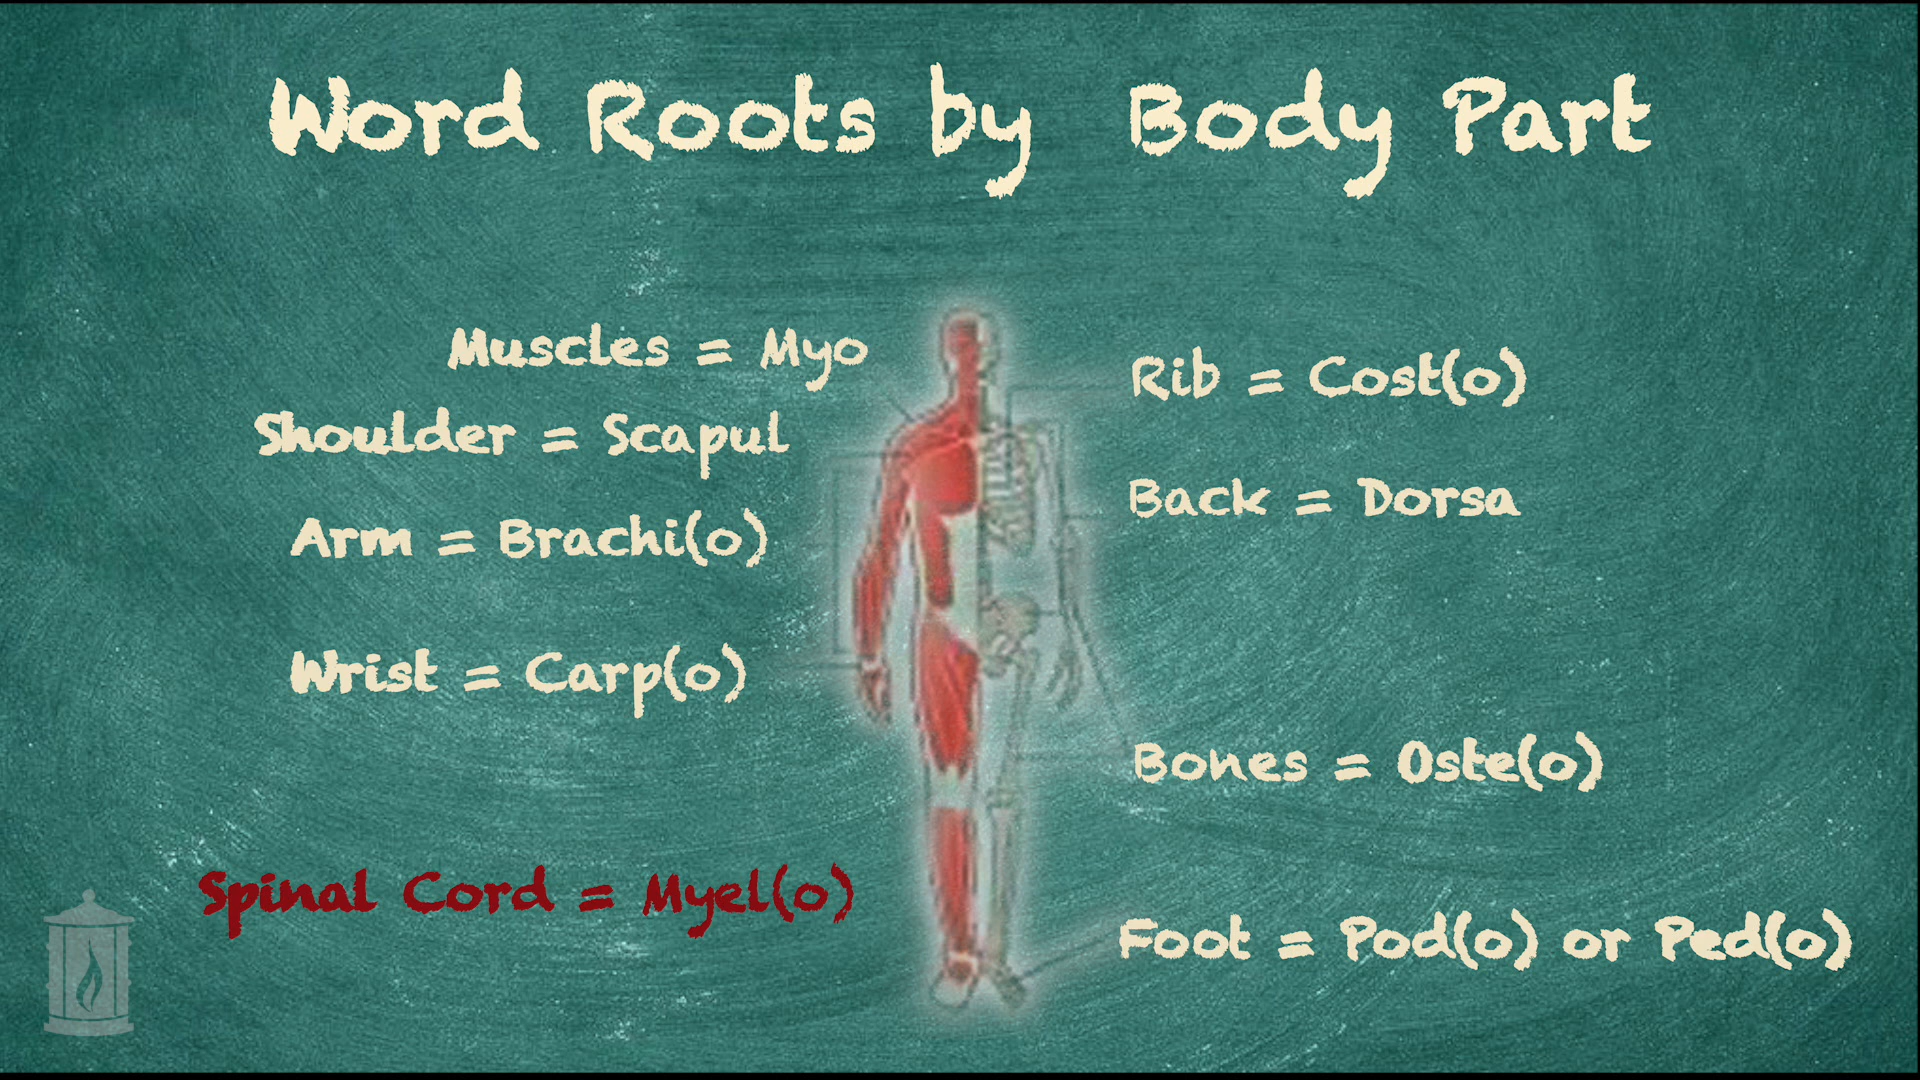 Word Roots by Body Part
Muscles = Myo
Shoulder = Scapul
Arm = Brachi(o)
Wrist = Carp(o)
Spinal Cord = Myel(o)
Rib = Cost(o)
Back = Dorsa
Bones = Oste(o)
Foot = Pod(o) or Ped(o)